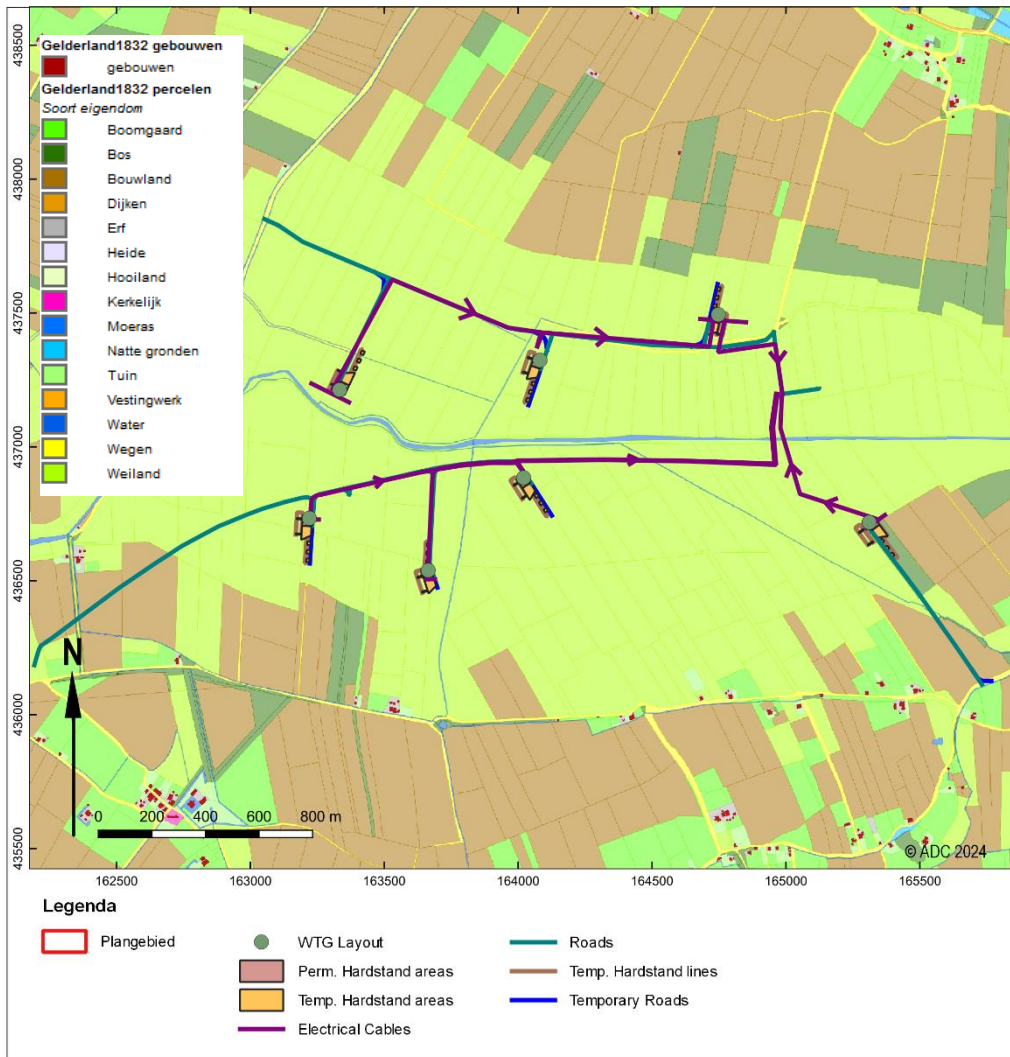 Gelderland1832 gebouwen
gebouwen
Gelderland1832 percelen
Soort eigendom
Boomgaard
Bos
Bouwland
Dijken
Erf
Heide
Hooiland
Kerkelijk
Moeras
Natte gronden
Tuin
Vestingwerk
Water
Wegen
Weiland
438500
438000
437500
437000
436500
436000
435500
N
0 200 400 600 800 m
© ADC 2024
162500 163000 163500 164000 164500 165000 165500
Legenda
Plangebied
WTG Layout
Perm. Hardstand areas
Temp. Hardstand areas
Electrical Cables
Roads
Temp. Hardstand lines
Temporary Roads